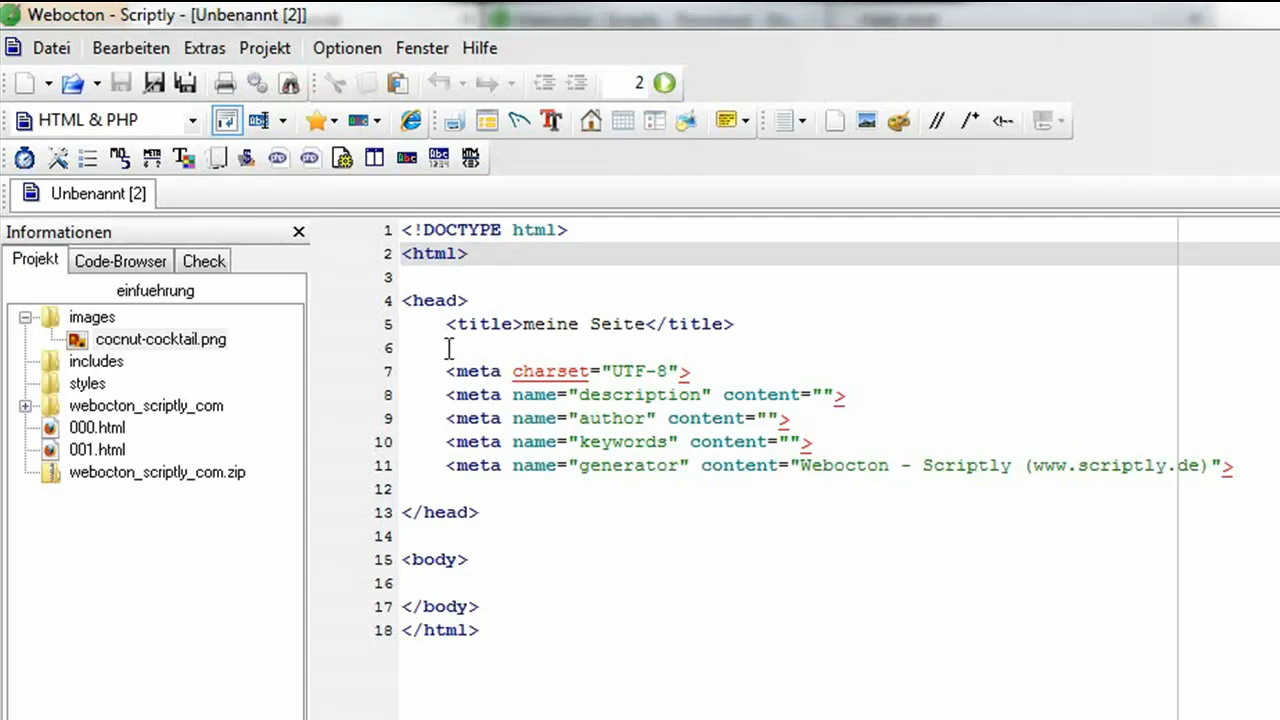 Webocton - Scriptly - [Unbenannt [2]]
Datei Bearbeiten Extras Projekt Optionen Fenster Hilfe
2
HTML & PHP
Unbenannt [2]
Informationen
Projekt Code-Browser Check
einfuehrung
images
cocnut-cocktail.png
includes
styles
webocton_scriptly_com
000.html
001.html
webocton_scriptly_com.zip
1 <!DOCTYPE html>
2 <html>
3
4 <head>
5 <title>meine Seite</title>
6
7 <meta charset="UTF-8">
8 <meta name="description" content="">
9 <meta name="author" content="">
10 <meta name="keywords" content="">
11 <meta name="generator" content="Webocton - Scriptly (www.scriptly.de)">
12
13 </head>
14
15 <body>
16
17 </body>
18 </html>